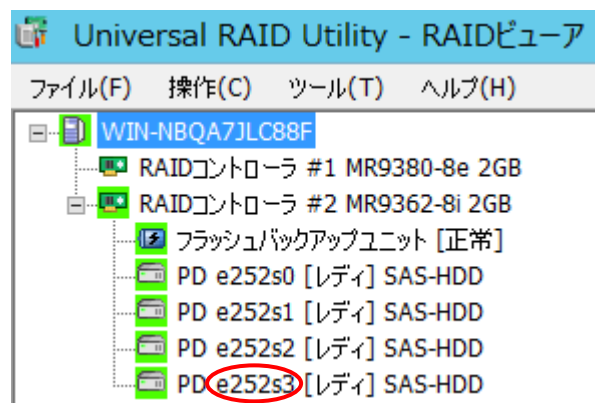 Universal RAID Utility - RAIDビューア
ファイル(F) 操作(C) ツール(T) ヘルプ(H)
WIN-NBQA7JLC88F
RAIDコントローラ #1 MR9380-8e 2GB
RAIDコントローラ #2 MR9362-8i 2GB
フラッシュバックアップユニット [正常]
PD e252s0 [レディ] SAS-HDD
PD e252s1 [レディ] SAS-HDD
PD e252s2 [レディ] SAS-HDD
PD e252s3 [レディ] SAS-HDD